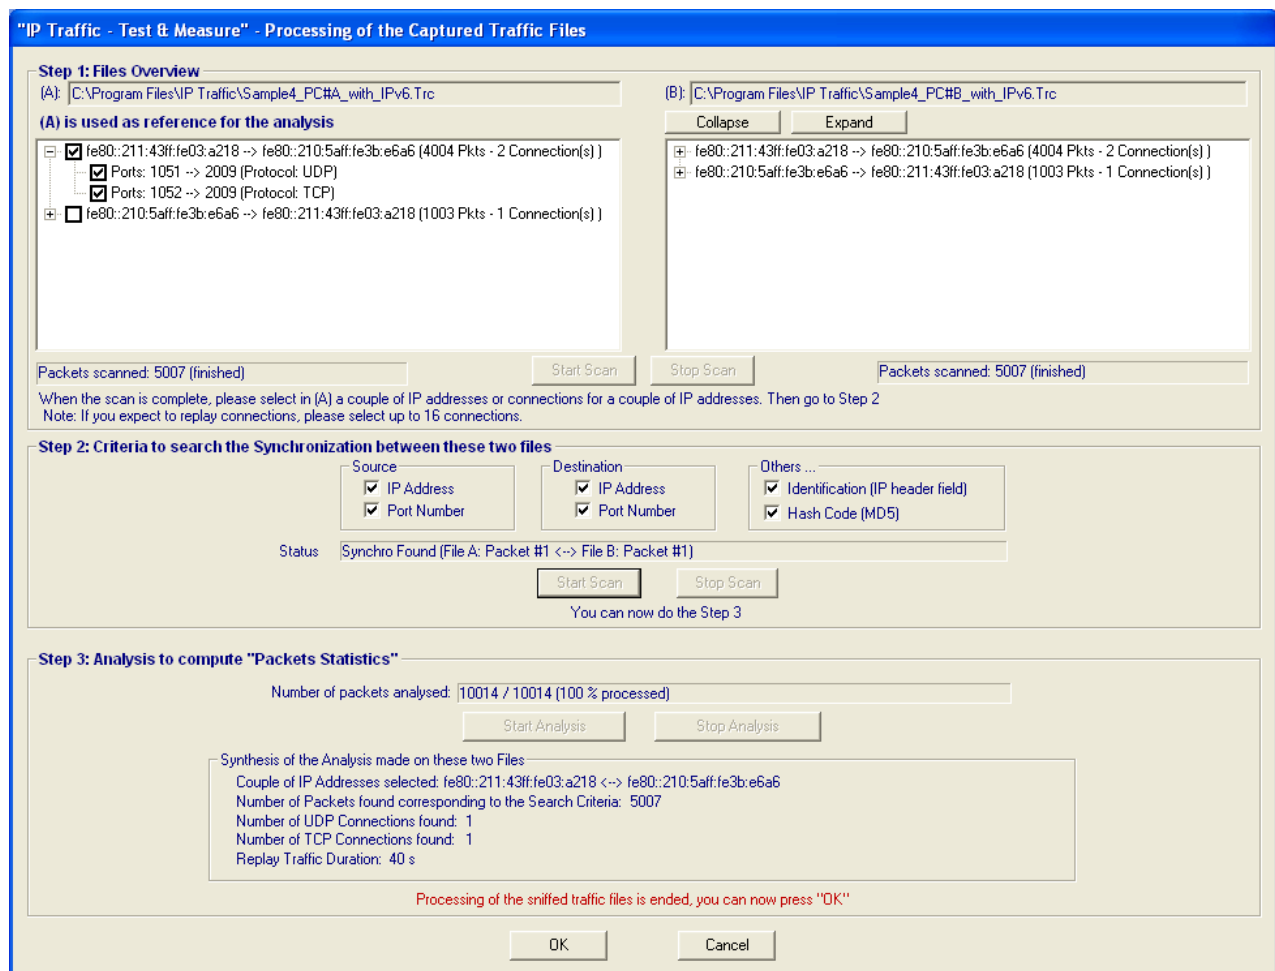 "IP Traffic - Test & Measure" - Processing of the Captured Traffic Files
Step 1: Files Overview
(A): C:\Program Files\IP Traffic\Sample4_PC#A_with_IPv6.Trc
(B): C:\Program Files\IP Traffic\Sample4_PC#B_with_IPv6.Trc
(A) is used as reference for the analysis
Collapse Expand
fe80::211:43ff:fe03:a218 --> fe80::210:5aff:fe3b:e6a6 (4004 Pkts - 2 Connection(s) )
Ports: 1051 --> 2009 (Protocol: UDP)
Ports: 1052 --> 2009 (Protocol: TCP)
fe80::210:5aff:fe3b:e6a6 --> fe80::211:43ff:fe03:a218 (1003 Pkts - 1 Connection(s) )
fe80::211:43ff:fe03:a218 --> fe80::210:5aff:fe3b:e6a6 (4004 Pkts - 2 Connection(s) )
fe80::210:5aff:fe3b:e6a6 --> fe80::211:43ff:fe03:a218 (1003 Pkts - 1 Connection(s) )
Packets scanned: 5007 (finished)
Start Scan Stop Scan
Packets scanned: 5007 (finished)
When the scan is complete, please select in (A) a couple of IP addresses or connections for a couple of IP addresses. Then go to Step 2
Note: If you expect to replay connections, please select up to 16 connections.
Step 2: Criteria to search the Synchronization between these two files
Source
IP Address
Port Number
Destination
IP Address
Port Number
Others ...
Identification (IP header field)
Hash Code (MD5)
Status Synchro Found (File A: Packet #1 <--> File B: Packet #1)
Start Scan Stop Scan
You can now do the Step 3
Step 3: Analysis to compute "Packets Statistics"
Number of packets analysed: 10014 / 10014 (100 % processed)
Start Analysis Stop Analysis
Synthesis of the Analysis made on these two Files
Couple of IP Addresses selected: fe80::211:43ff:fe03:a218 <--> fe80::210:5aff:fe3b:e6a6
Number of Packets found corresponding to the Search Criteria: 5007
Number of UDP Connections found: 1
Number of TCP Connections found: 1
Replay Traffic Duration: 40 s
Processing of the sniffed traffic files is ended, you can now press "OK"
OK Cancel